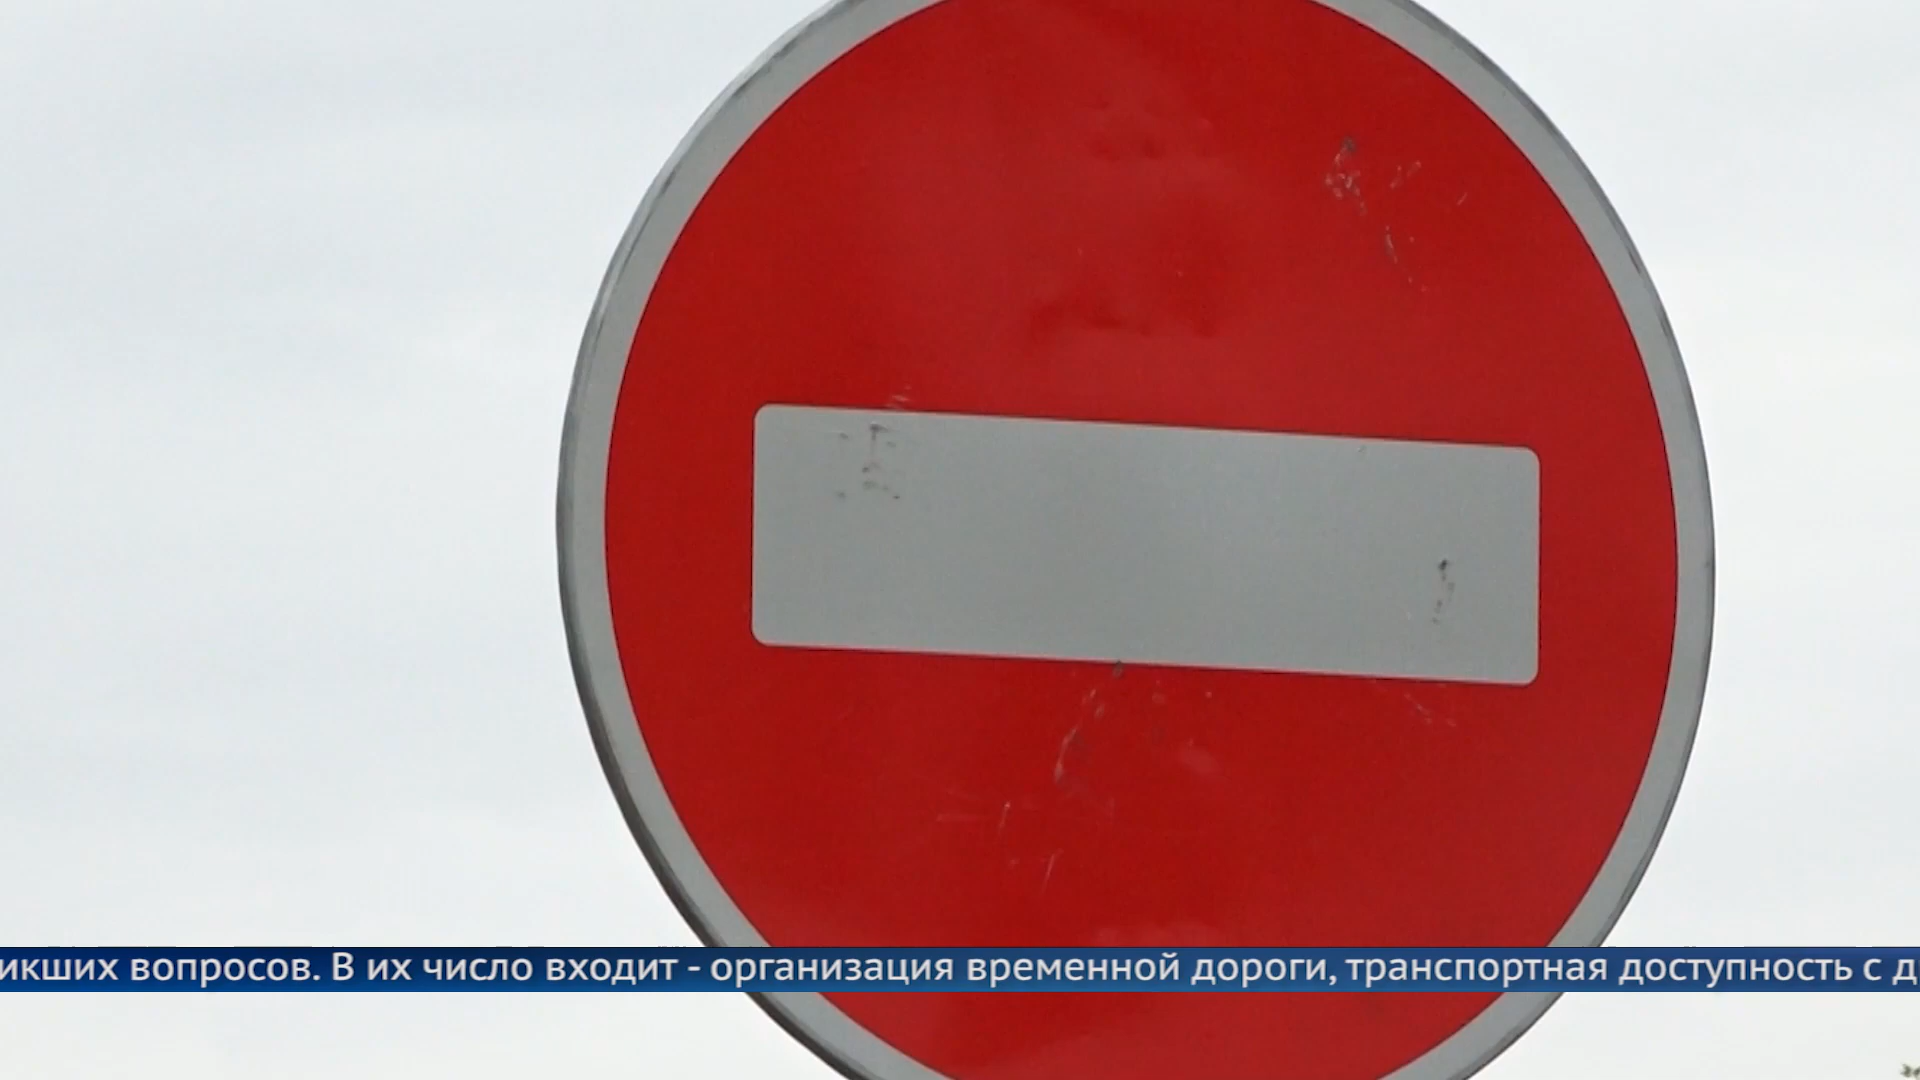 икших вопросов. В их число входит - организация временной дороги, транспортная доступность с д